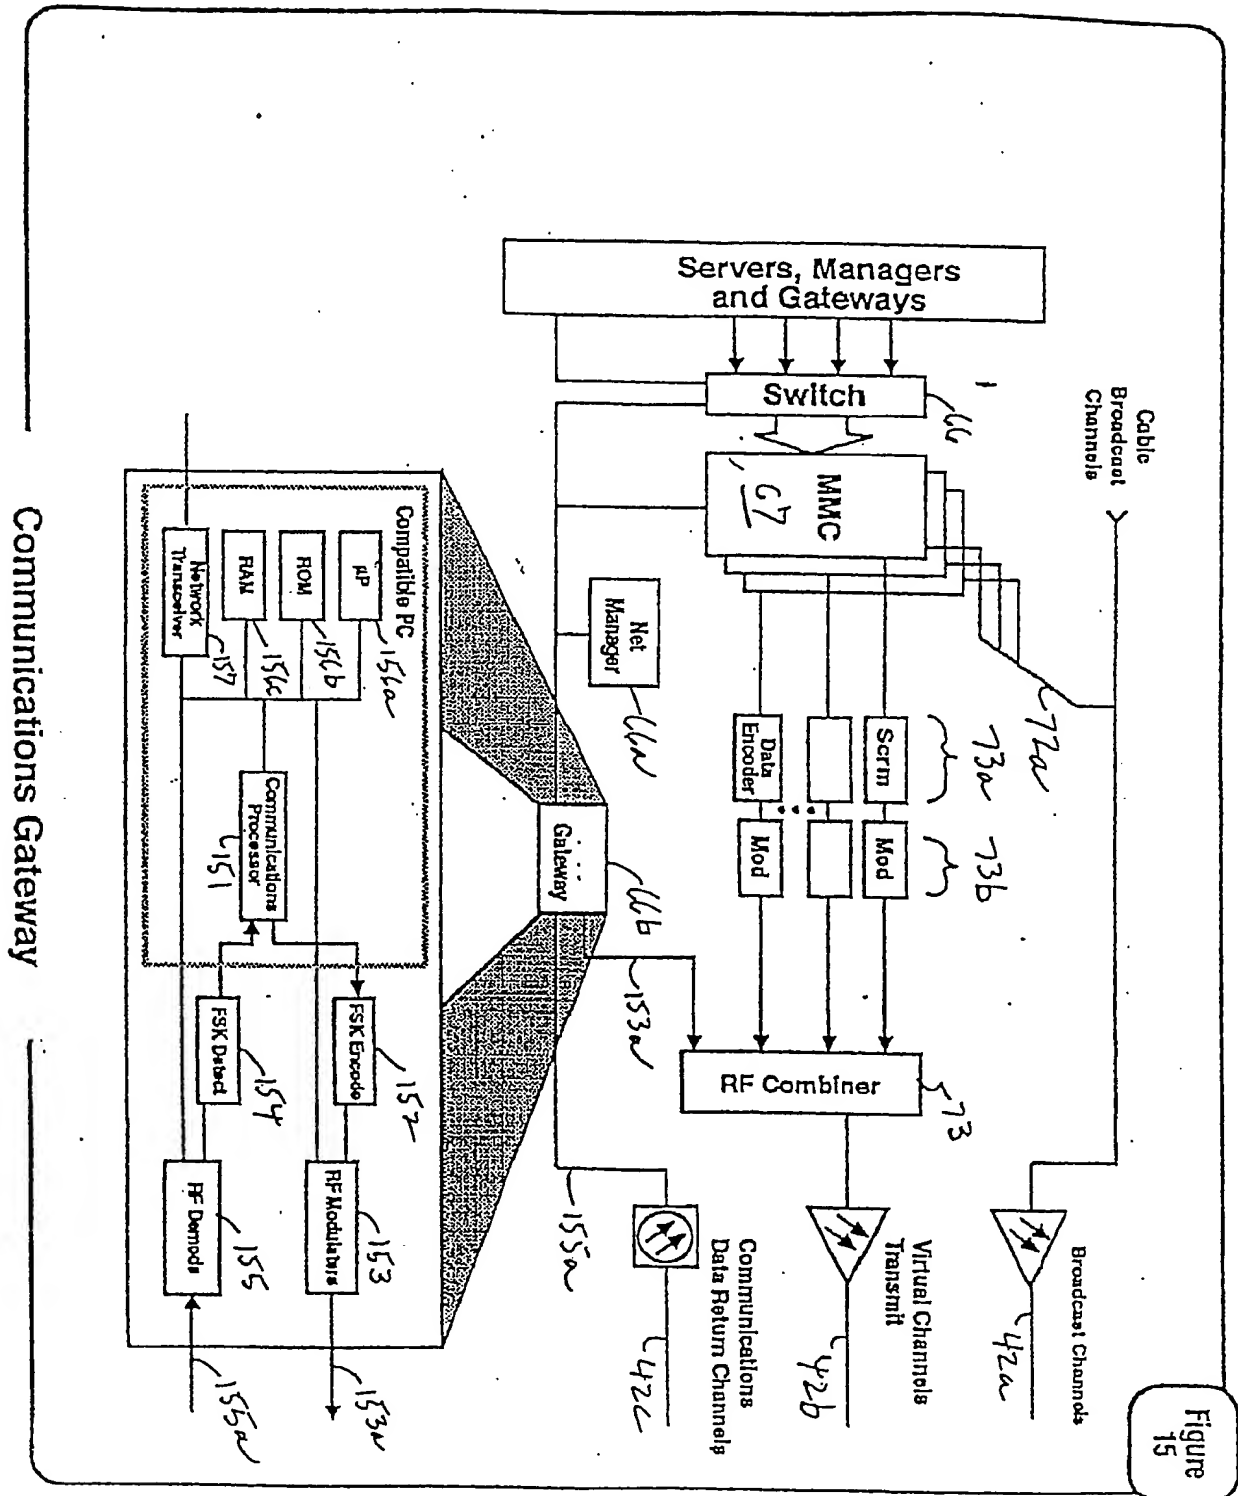 Figure
15
Cable
Broadcast
Channels
Broadcast Channels
42a
72a
Servers, Managers
and Gateways
Switch
66
MMC
67
Scrm
Mod
Data
Encoder
Mod
73a
73b
RF Combiner
73
Virtual Channels
Transmit
42b
Communications
Data Return Channels
42c
Net
Manager
66a
Gateway
66b
153a
155a
Compatible PC
µP
156a
ROM
156b
RAM
156c
Network
Transceiver
157
Communications
Processor
151
FSK Encode
152
FSK Detect
154
RF Modulators
153
RF Demods
155
153a
155a
Communications Gateway